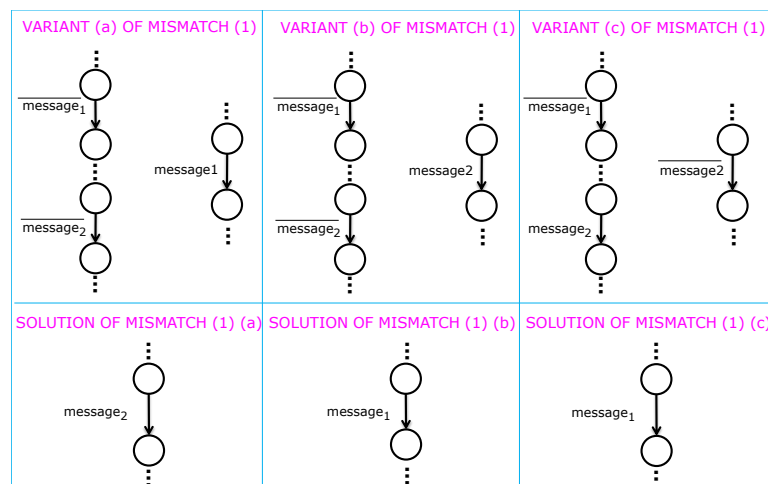 VARIANT (a) OF MISMATCH (1)
VARIANT (b) OF MISMATCH (1)
VARIANT (c) OF MISMATCH (1)
message₁
message1
message₂
message₁
message2
message₂
message₁
message2
message₂
SOLUTION OF MISMATCH (1) (a)
SOLUTION OF MISMATCH (1) (b)
SOLUTION OF MISMATCH (1) (c)
message₂
message₁
message₁